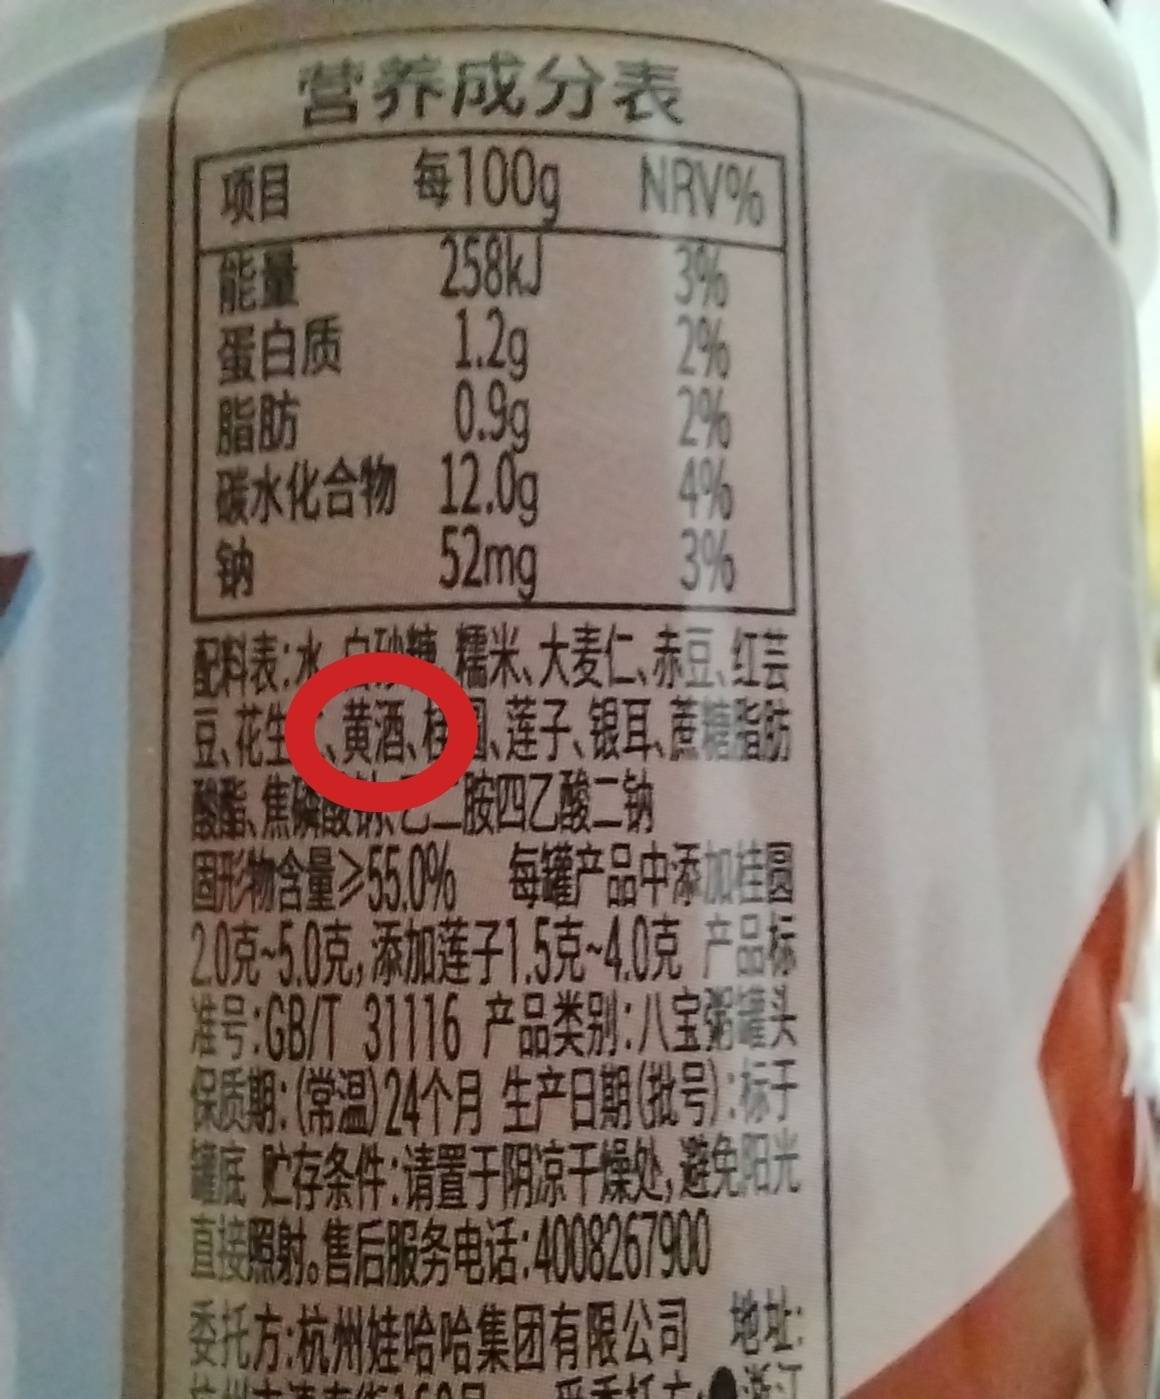 营养成分表
项目 每100g NRV%
能量 258kJ 3%
蛋白质 1.2g 2%
脂肪 0.9g 2%
碳水化合物 12.0g 4%
钠 52mg 3%
配料表:水、白砂糖、糯米、大麦仁、赤豆、红芸
豆、花生、黄酒、桂圆、莲子、银耳、蔗糖脂肪
酸酯、焦磷酸钠、乙二胺四乙酸二钠
固形物含量≥55.0% 每罐产品中添加桂圆
2.0克~5.0克,添加莲子1.5克~4.0克 产品标
准号:GB/T 31116 产品类别:八宝粥罐头
保质期:(常温)24个月 生产日期(批号):标于
罐底 贮存条件:请置于阴凉干燥处,避免阳光
直接照射。售后服务电话:4008267900
委托方:杭州娃哈哈集团有限公司 地址: